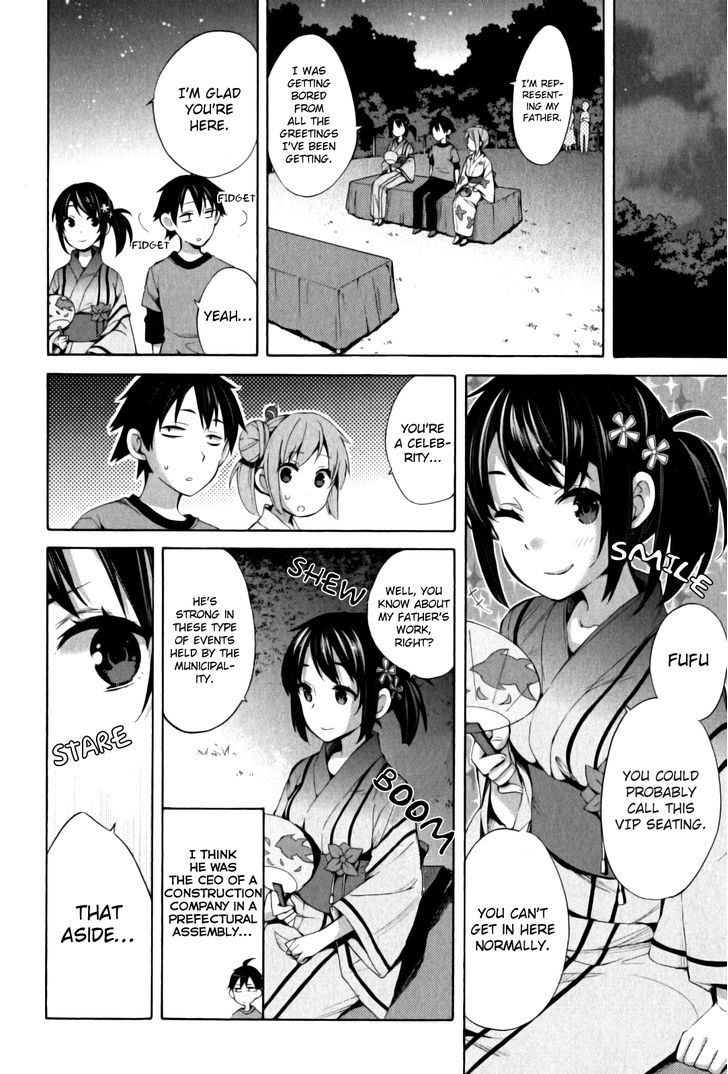 I'M REP-
RESENTING
MY
FATHER.
I WAS
GETTING
BORED
FROM
ALL THE
GREETINGS
I'VE BEEN
GETTING.
I'M GLAD
YOU'RE
HERE.
FIDGET
FIDGET
YEAH...
SMILE
FUFU
YOU COULD
PROBABLY
CALL THIS
VIP SEATING.
YOU CAN'T
GET IN HERE
NORMALLY.
YOU'RE
A CELEB-
RITY...
SHEW
WELL, YOU
KNOW ABOUT
MY FATHER'S
WORK,
RIGHT?
HE'S
STRONG IN
THESE TYPE
OF EVENTS
HELD BY THE
MUNICIPAL-
ITY.
BOOM
I THINK
HE WAS
THE CEO OF A
CONSTRUCTION
COMPANY IN A
PREFECTURAL
ASSEMBLY...
STARE
THAT
ASIDE...